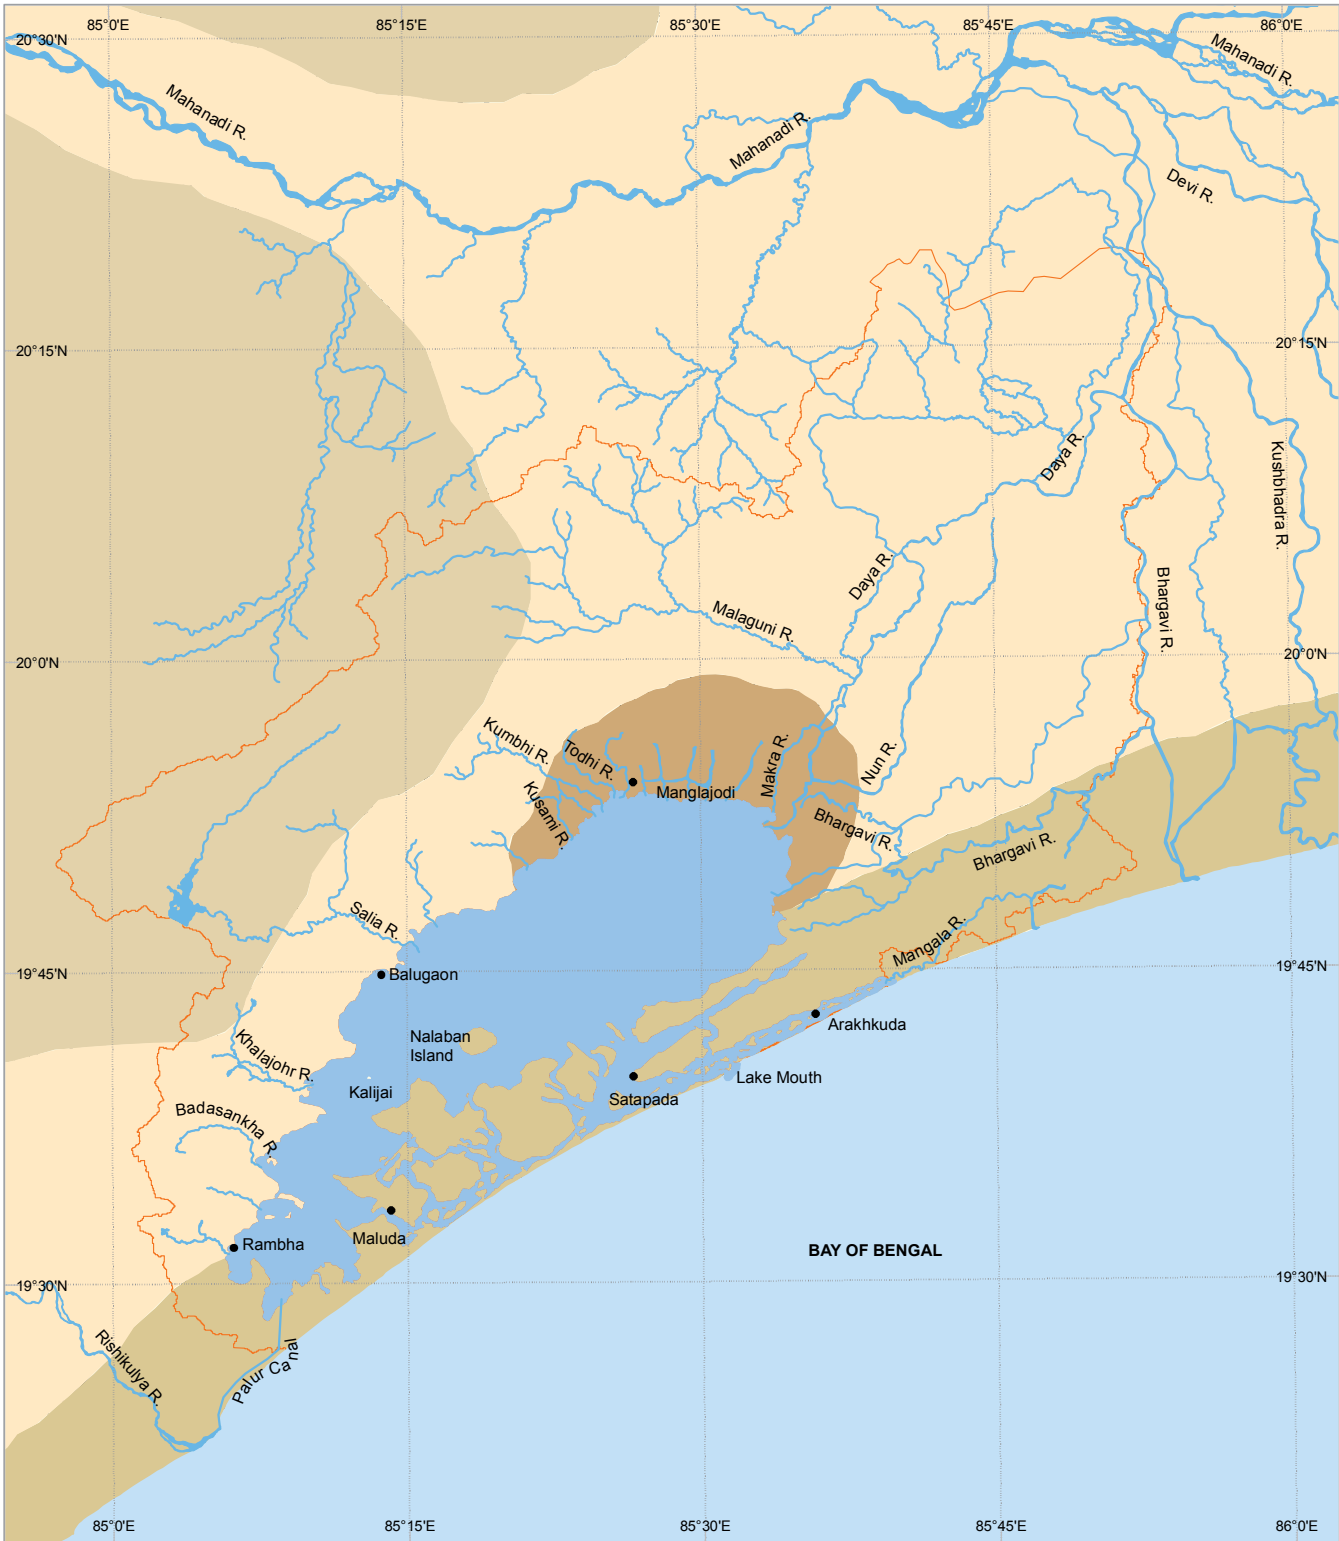 85°0'E 85°15'E 85°30'E 85°45'E 86°0'E
20°30'N
Mahanadi R.
Mahanadi R.
Mahanadi R.
Devi R.
20°15'N 20°15'N
Daya R.
Kushbhadra R.
Daya R.
Bhargavi R.
Malaguni R.
20°0'N 20°0'N
Kumbhi R.
Todhi R.
Makra R.
Nun R.
Manglajodi
Kusami R.
Bhargavi R.
Bhargavi R.
Salia R.
Mangala R.
19°45'N 19°45'N
Balugaon
Arakhkuda
Nalaban
Island
Khalajohr R.
Kalijai
Lake Mouth
Satapada
Badasankha R.
Maluda
Rambha
BAY OF BENGAL
19°30'N 19°30'N
Rishikulya R.
Palur Canal
85°0'E 85°15'E 85°30'E 85°45'E 86°0'E